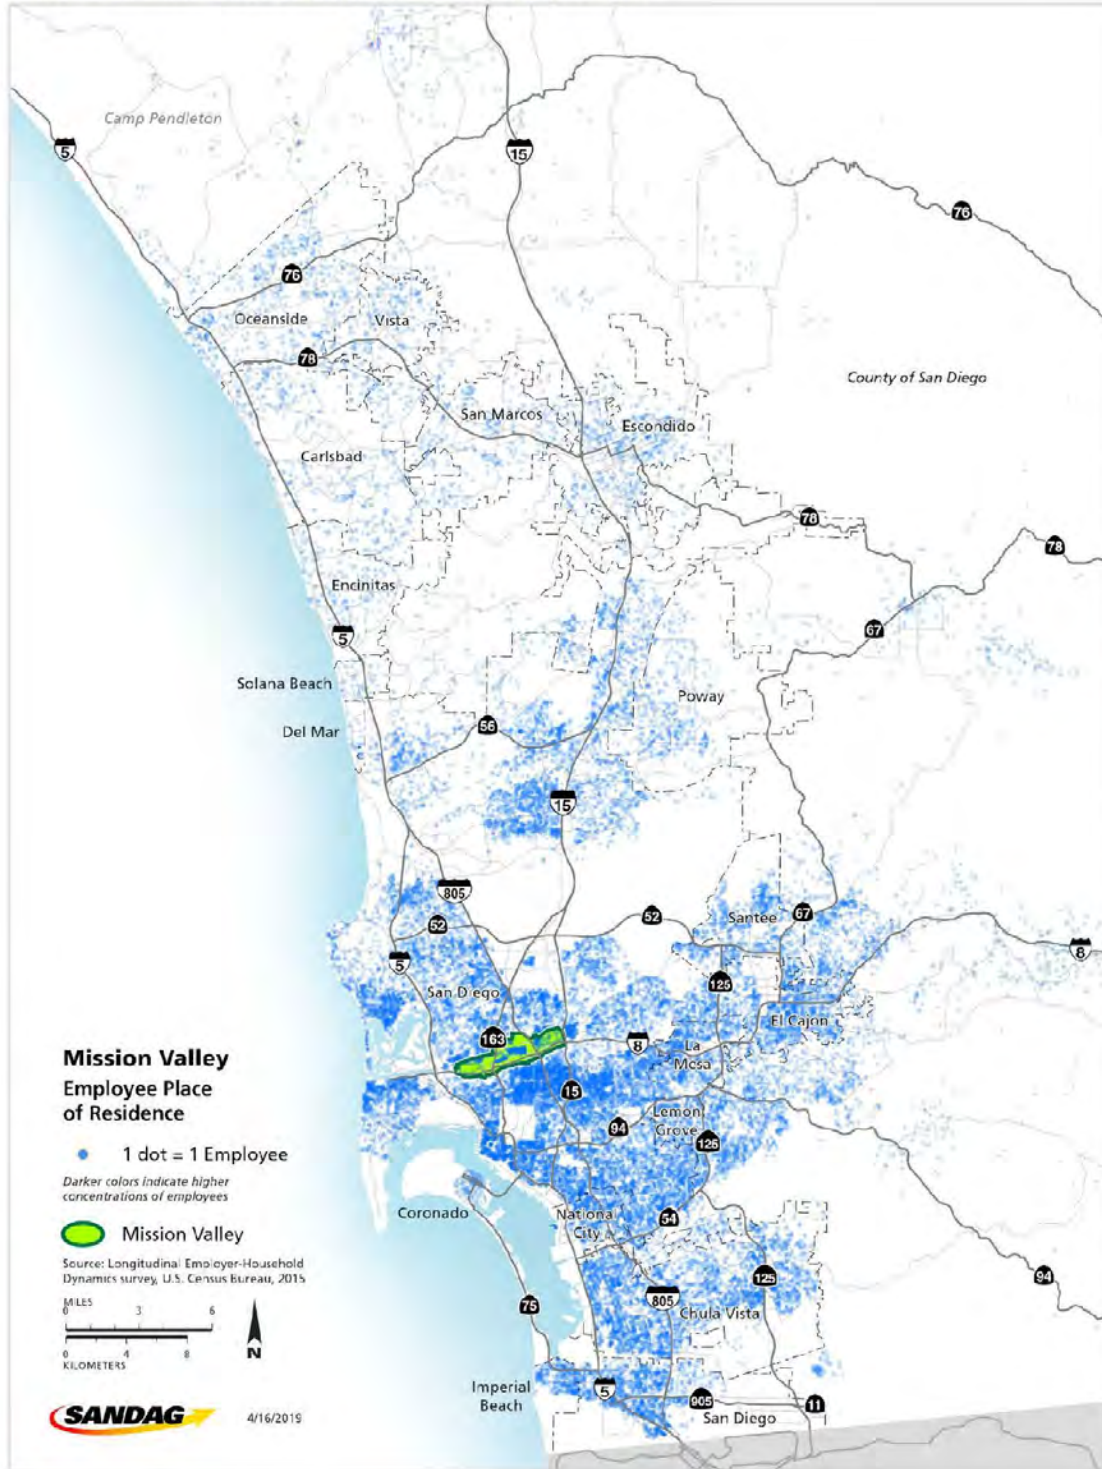 Camp Pendleton
5
15
76
76
Oceanside
Vista
78
County of San Diego
San Marcos
Escondido
Carlsbad
78
78
Encinitas
67
5
Solana Beach
Poway
56
Del Mar
15
805
Santee
67
52
52
8
5
125
San Diego
El Cajon
163
8
La
Mesa
Mission Valley
Employee Place
of Residence
15
Lemon
Grove
94
125
1 dot = 1 Employee
Darker colors indicate higher
concentrations of employees
Coronado
National
City
54
Mission Valley
Source: Longitudinal Employer-Household
Dynamics survey, U.S. Census Bureau, 2015
125
94
MILES
0 3 6
75
805
Chula Vista
0 4 8
KILOMETERS
N
Imperial
Beach
5
905
11
San Diego
SANDAG
4/16/2019